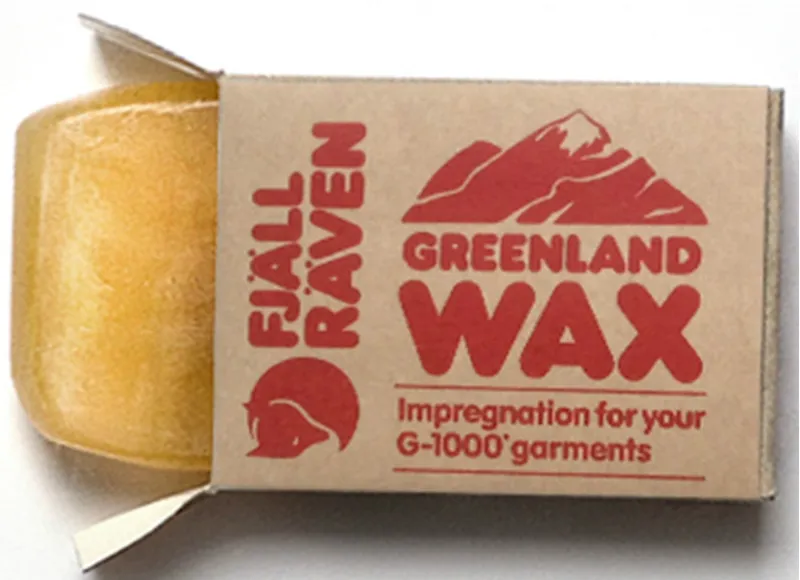 FJÄLL
RÄVEN
GREENLAND
WAX
Impregnation for your
G-1000® garments